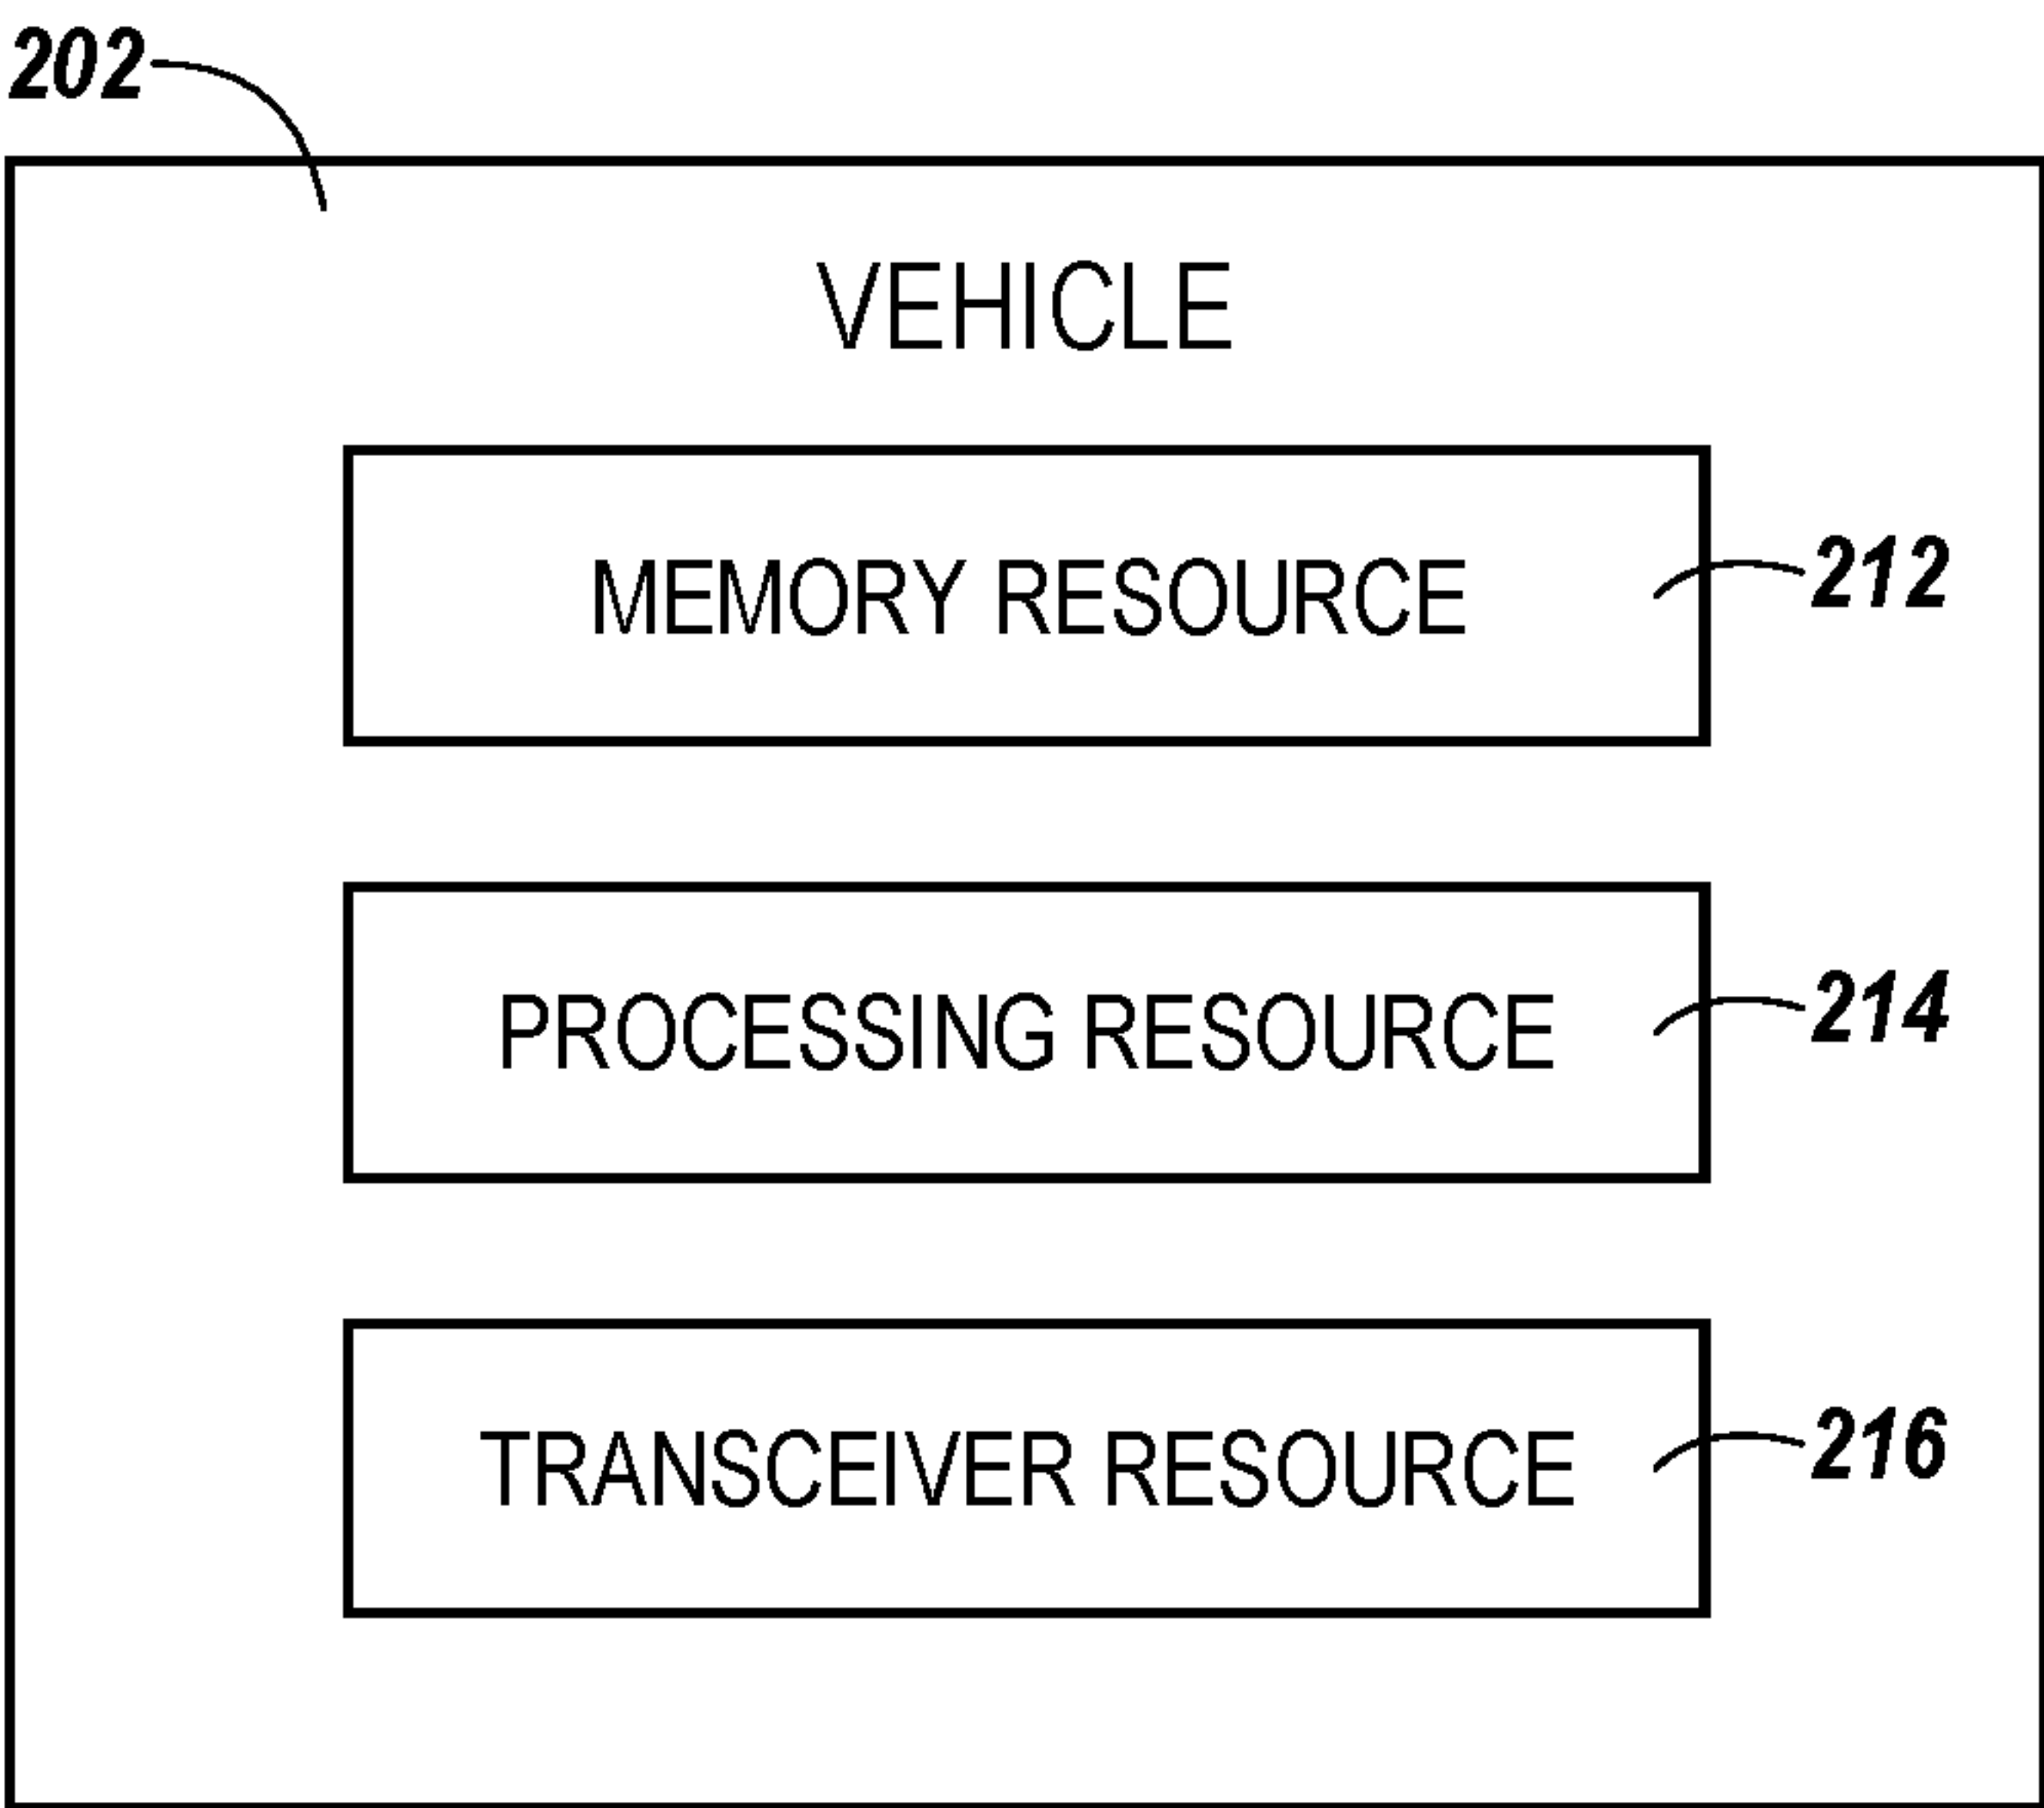 202
VEHICLE
MEMORY RESOURCE 212
PROCESSING RESOURCE 214
TRANSCEIVER RESOURCE 216